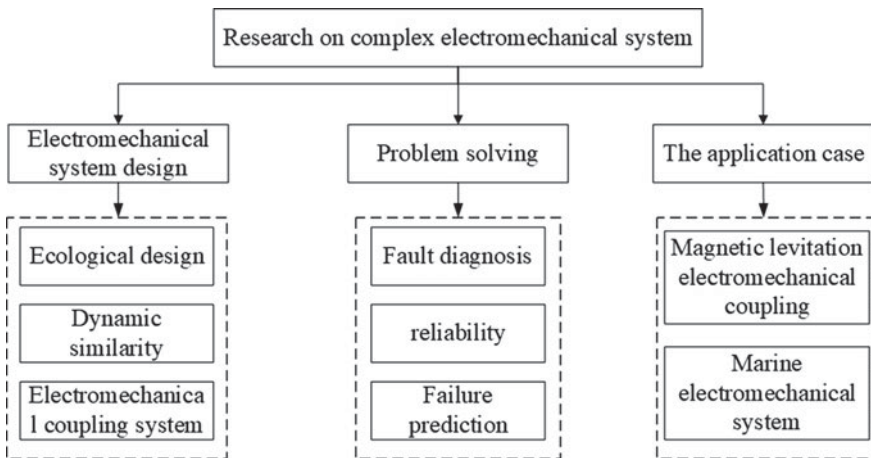 Research on complex electromechanical system
Electromechanical
system design
Problem solving
The application case
Ecological design
Dynamic
similarity
Electromechanica
l coupling system
Fault diagnosis
reliability
Failure
prediction
Magnetic levitation
electromechanical
coupling
Marine
electromechanical
system